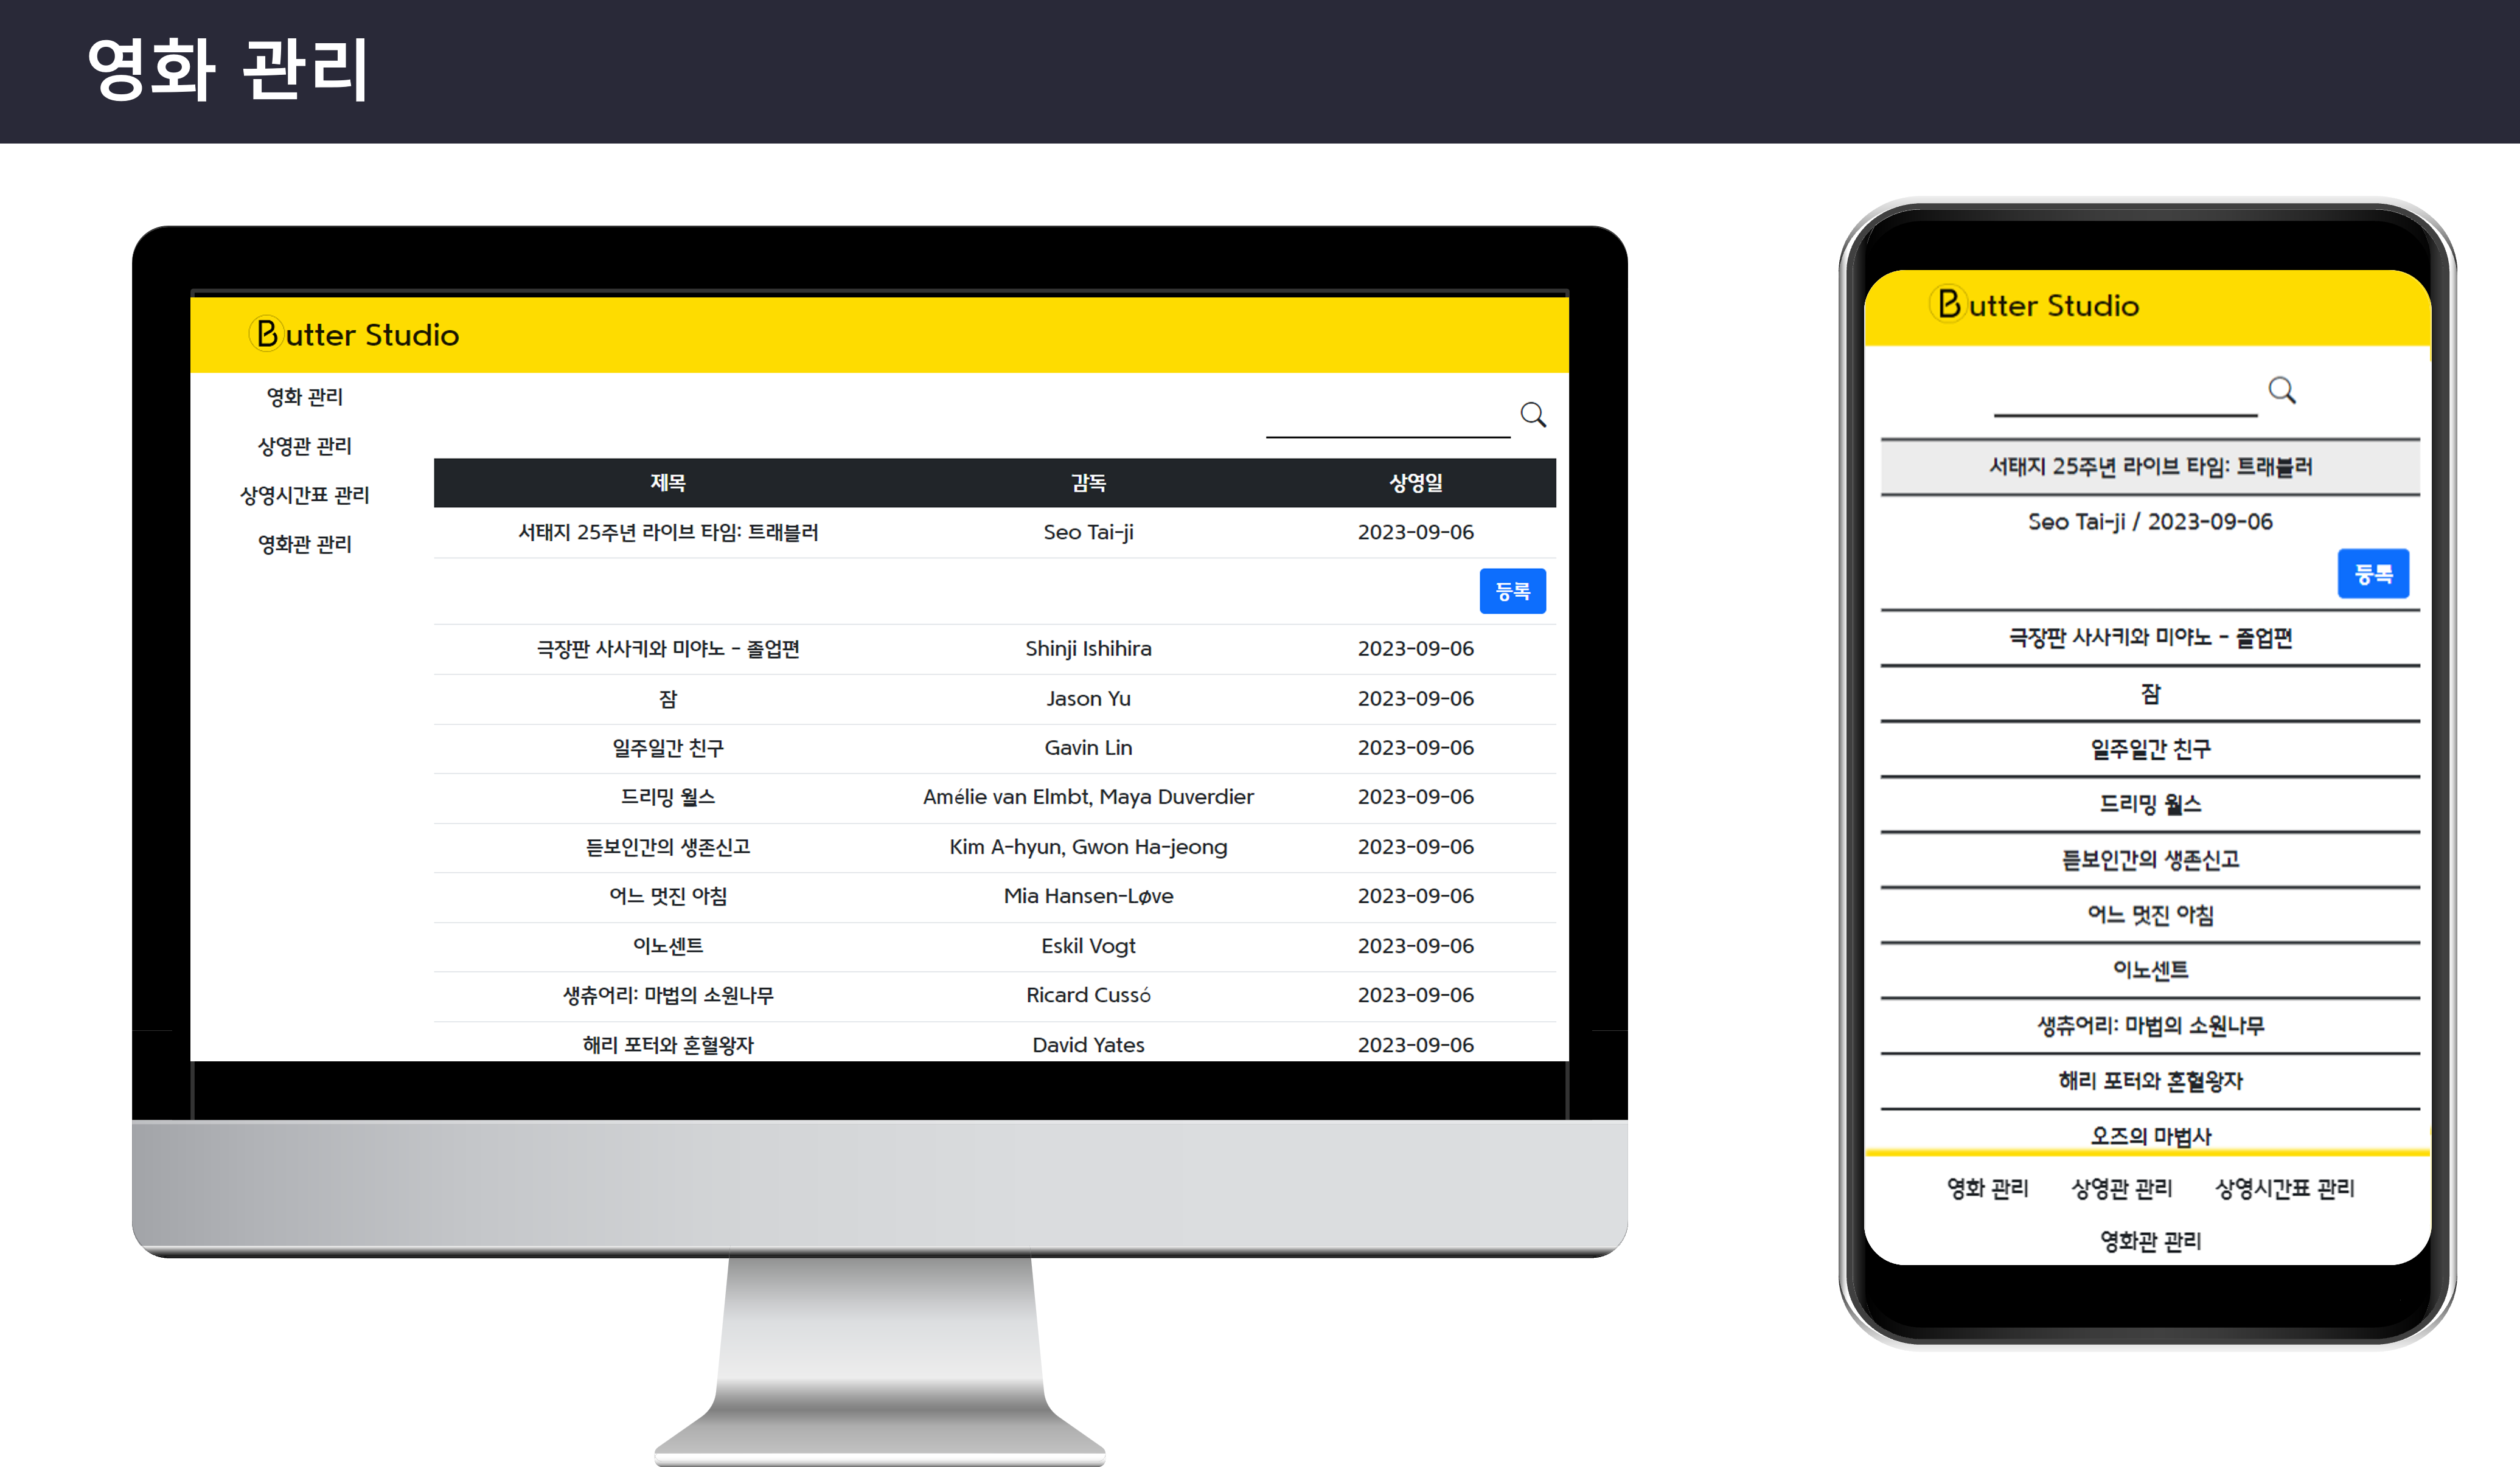 영화 관리
Butter Studio
영화 관리
상영관 관리
상영시간표 관리
영화관 관리
제목 감독 상영일
서태지 25주년 라이브 타임: 트래블러 Seo Tai-ji 2023-09-06
등록
극장판 사사키와 미야노 - 졸업편 Shinji Ishihira 2023-09-06
잠 Jason Yu 2023-09-06
일주일간 친구 Gavin Lin 2023-09-06
드리밍 월스 Amélie van Elmbt, Maya Duverdier 2023-09-06
듣보인간의 생존신고 Kim A-hyun, Gwon Ha-jeong 2023-09-06
어느 멋진 아침 Mia Hansen-Løve 2023-09-06
이노센트 Eskil Vogt 2023-09-06
생츄어리: 마법의 소원나무 Ricard Cussó 2023-09-06
해리 포터와 혼혈왕자 David Yates 2023-09-06
Butter Studio
서태지 25주년 라이브 타임: 트래블러
Seo Tai-ji / 2023-09-06
등록
극장판 사사키와 미야노 - 졸업편
잠
일주일간 친구
드리밍 월스
듣보인간의 생존신고
어느 멋진 아침
이노센트
생츄어리: 마법의 소원나무
해리 포터와 혼혈왕자
오즈의 마법사
영화 관리 상영관 관리 상영시간표 관리
영화관 관리